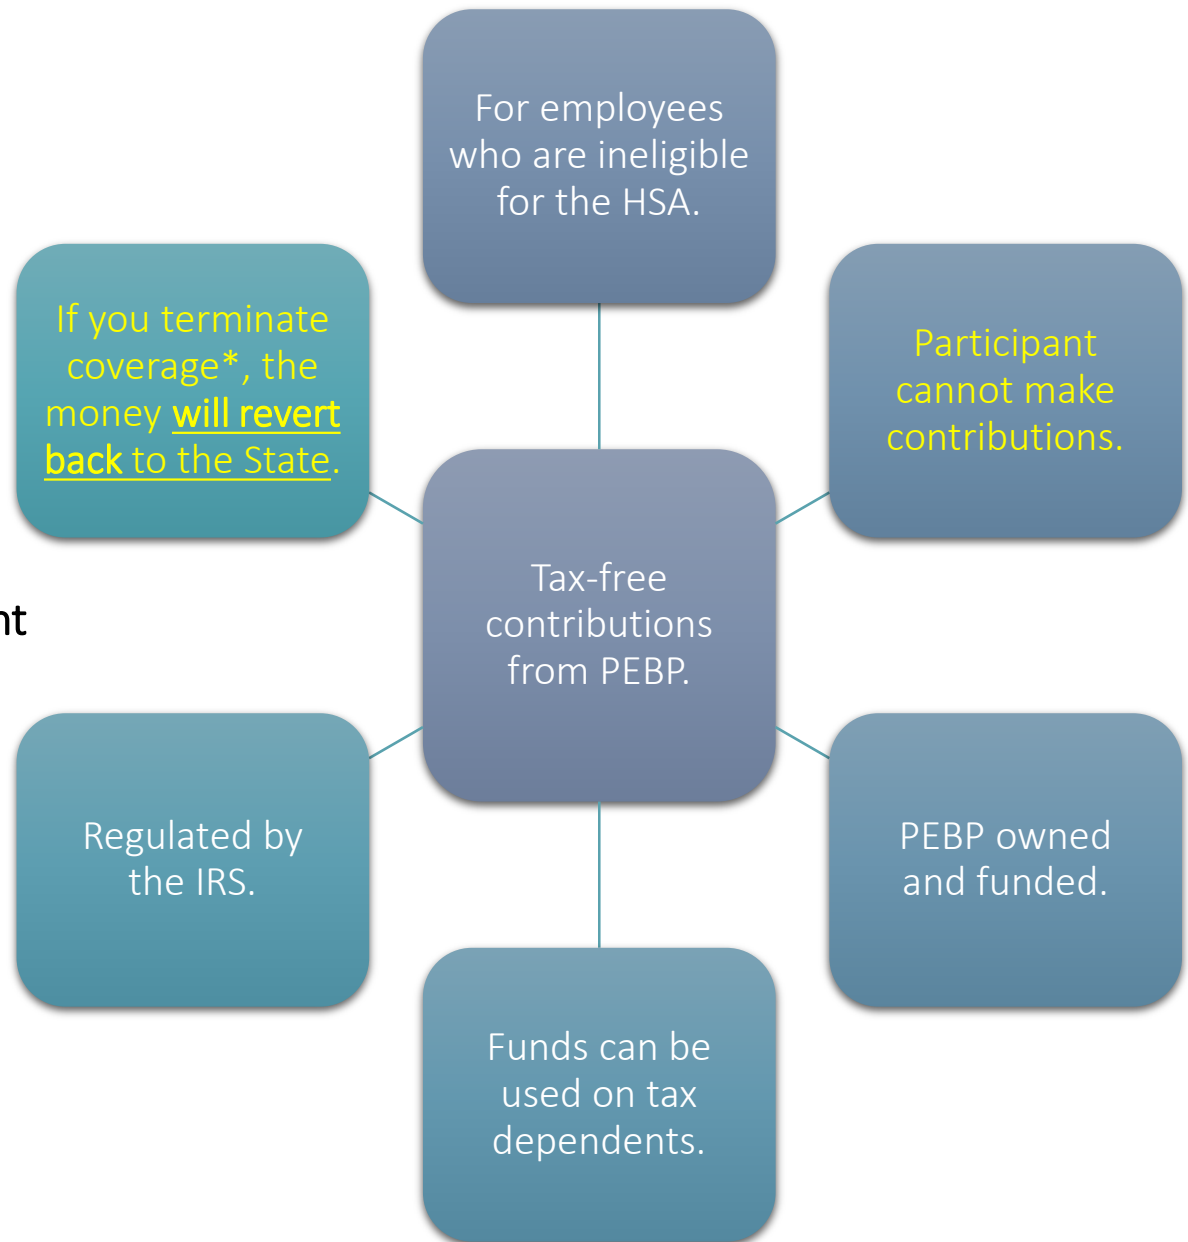 For employees
who are ineligible
for the HSA.
If you terminate
coverage*, the
money will revert
back to the State.
Participant
cannot make
contributions.
Tax-free
contributions
from PEBP.
nt
Regulated by
the IRS.
PEBP owned
and funded.
Funds can be
used on tax
dependents.